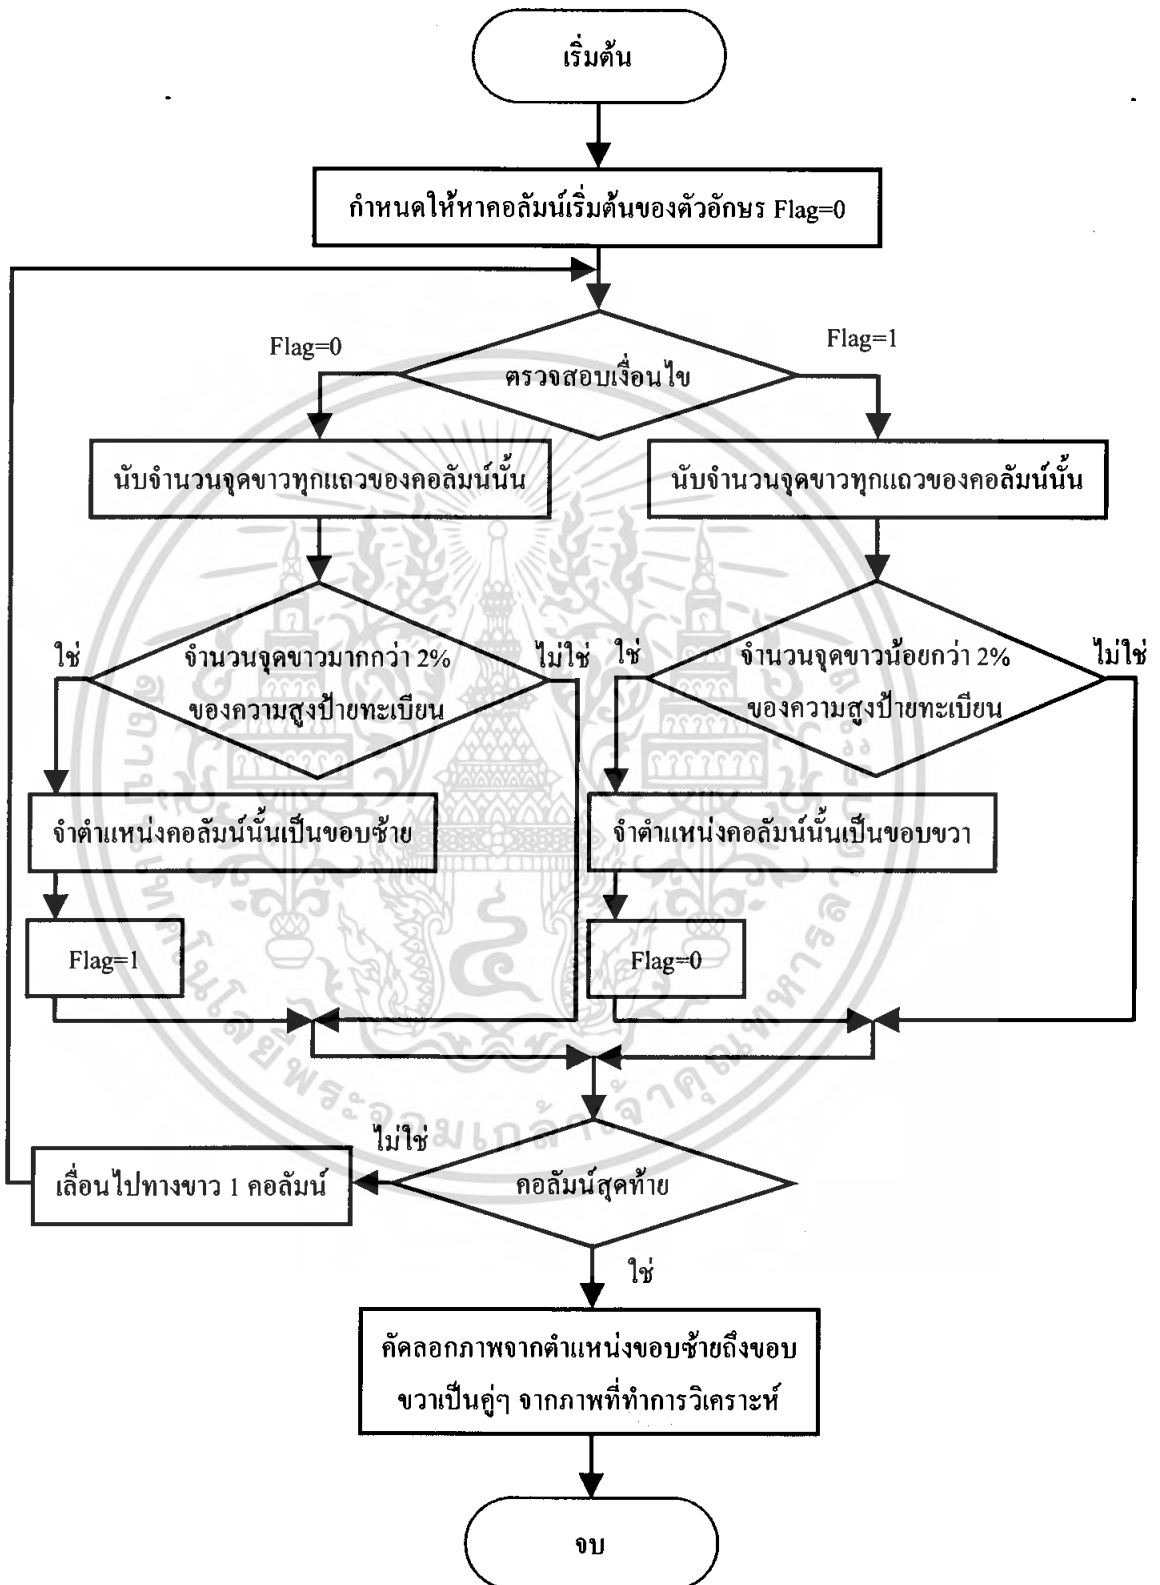 เริ่มต้น
กำหนดให้หาคอลัมน์เริ่มต้นของตัวอักษร Flag=0
Flag=0
Flag=1
ตรวจสอบเงื่อนไข
นับจำนวนจุดขาวทุกแถวของคอลัมน์นั้น
นับจำนวนจุดขาวทุกแถวของคอลัมน์นั้น
ใช่
จำนวนจุดขาวมากกว่า 2%
ของความสูงป้ายทะเบียน
ไม่ใช่
ใช่
จำนวนจุดขาวน้อยกว่า 2%
ของความสูงป้ายทะเบียน
ไม่ใช่
จำตำแหน่งคอลัมน์นั้นเป็นขอบซ้าย
จำตำแหน่งคอลัมน์นั้นเป็นขอบขวา
Flag=1
Flag=0
ไม่ใช่
เลื่อนไปทางขาว 1 คอลัมน์
คอลัมน์สุดท้าย
ใช่
คัดลอกภาพจากตำแหน่งขอบซ้ายถึงขอบ
ขวาเป็นคู่ๆ จากภาพที่ทำการวิเคราะห์
จบ